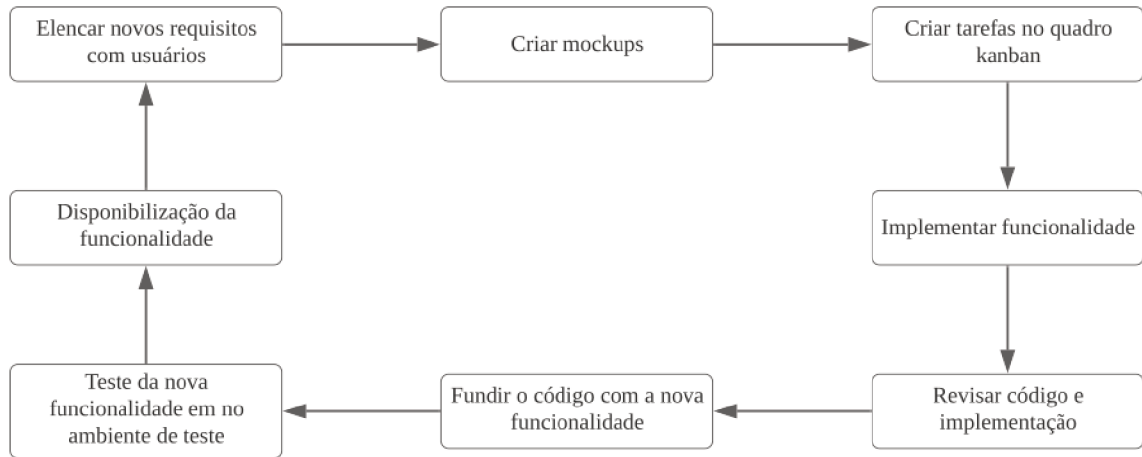 Elencar novos requisitos
com usuários
Criar mockups
Criar tarefas no quadro
kanban
Disponibilização da
funcionalidade
Implementar funcionalidade
Teste da nova
funcionalidade em no
ambiente de teste
Fundir o código com a nova
funcionalidade
Revisar código e
implementação